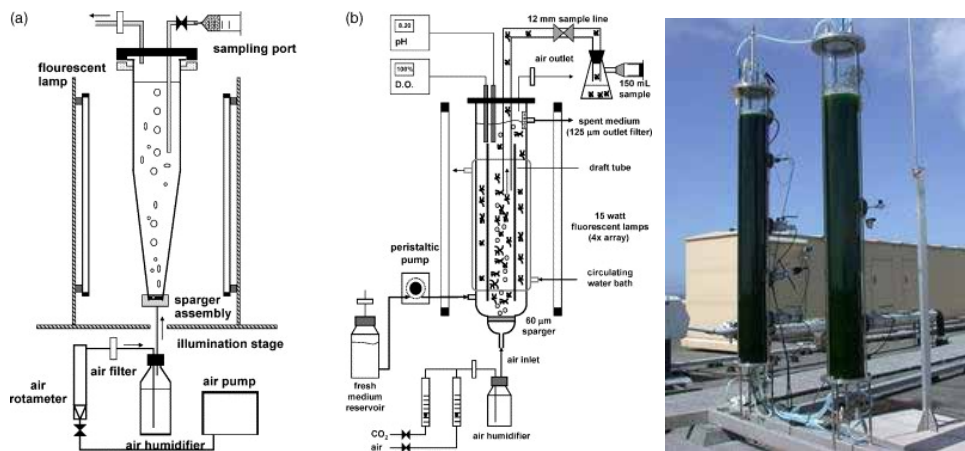 (a)
sampling port
flourescent
lamp
sparger
assembly
illumination stage
air filter
air
rotameter
air pump
air humidifier
(b)
8.20
pH
100%
D.O.
12 mm sample line
air outlet
150 mL
sample
spent medium
(125 μm outlet filter)
draft tube
15 watt
fluorescent lamps
(4x array)
peristaltic
pump
circulating
water bath
60 μm
sparger
air inlet
fresh
medium
reservoir
CO₂
air
air humidifier